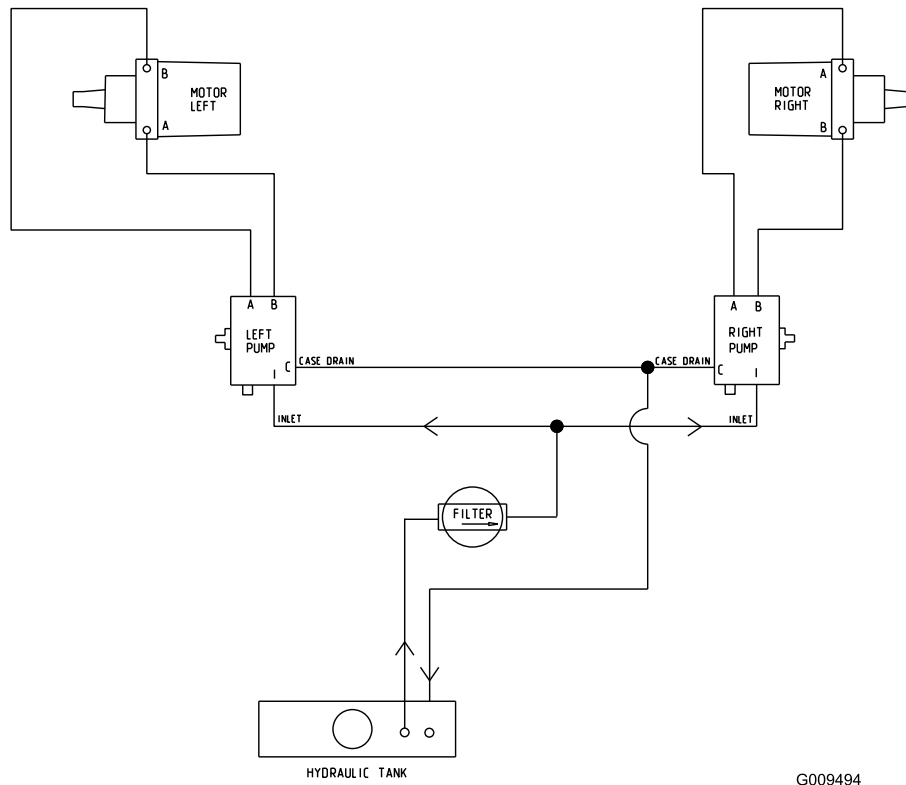 B
MOTOR
LEFT
A
A
MOTOR
RIGHT
B
A B
LEFT
PUMP
C
I
CASE DRAIN
INLET
CASE DRAIN
A B
RIGHT
PUMP
C
I
INLET
FILTER
HYDRAULIC TANK
G009494